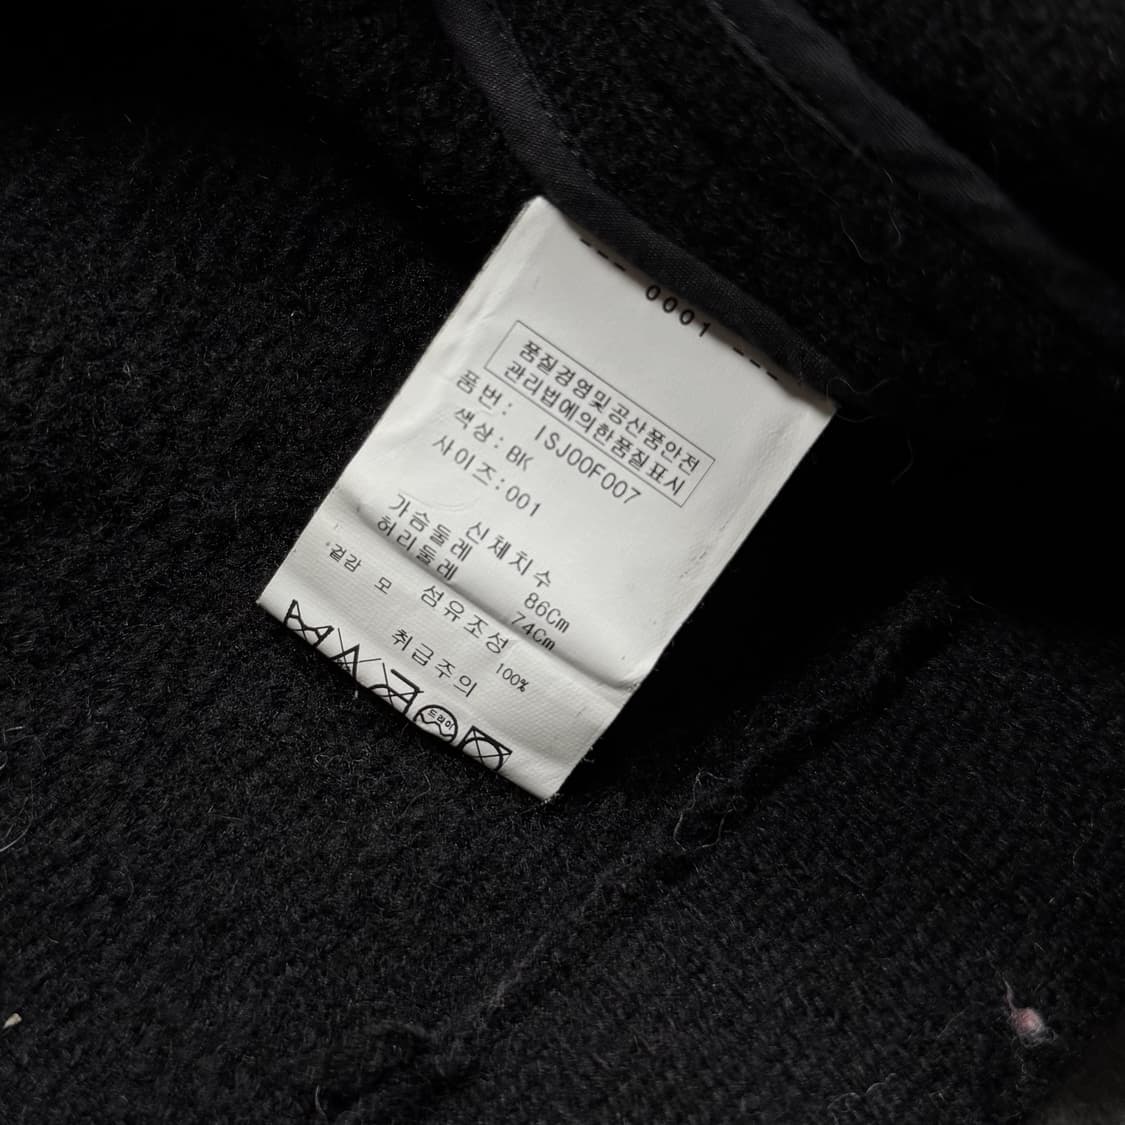 --- 0001 ---
품질경영및공산품안전
관리법에의한품질표시
품번: ISJ00F007
색상: BK
사이즈:001
신체치수
가슴둘레 86Cm
허리둘레 74Cm
섬유조성
겉감 모 100%
취급주의
드라이